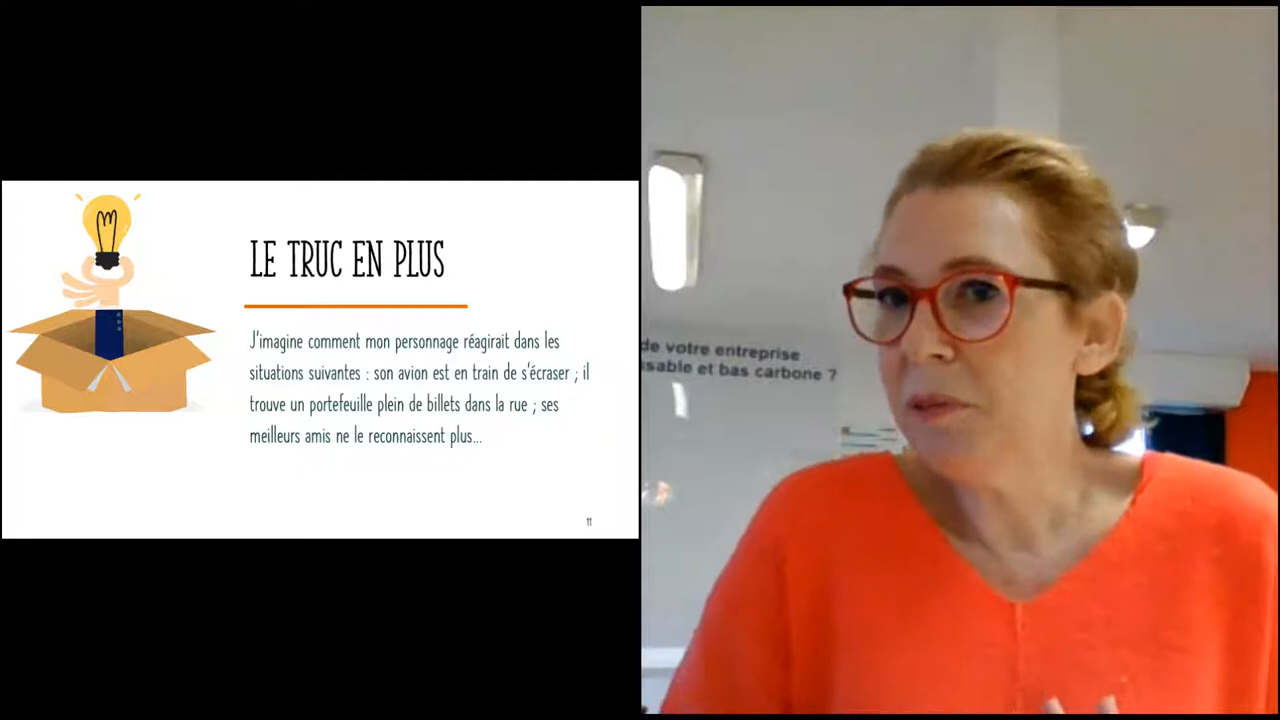 LE TRUC EN PLUS
J'imagine comment mon personnage réagirait dans les
situations suivantes : son avion est en train de s'écraser ; il
trouve un portefeuille plein de billets dans la rue ; ses
meilleurs amis ne le reconnaissent plus...
11
de votre entreprise
sable et bas carbone ?